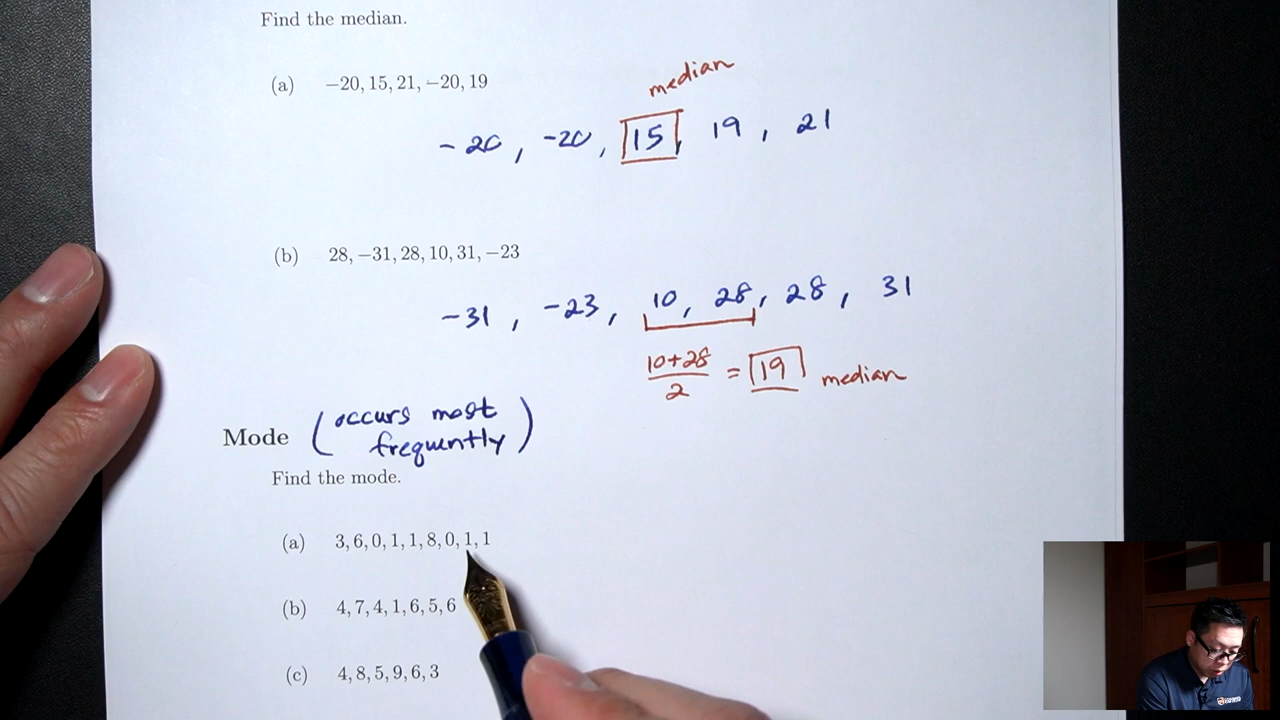 Find the median.
(a) −20, 15, 21, −20, 19
median
-20, -20, 15, 19, 21
(b) 28, −31, 28, 10, 31, −23
-31, -23, 10, 28, 28, 31
10+28
2
= 19 median
Mode (occurs most
frequently)
Find the mode.
(a) 3, 6, 0, 1, 1, 8, 0, 1, 1
(b) 4, 7, 4, 1, 6, 5, 6
(c) 4, 8, 5, 9, 6, 3